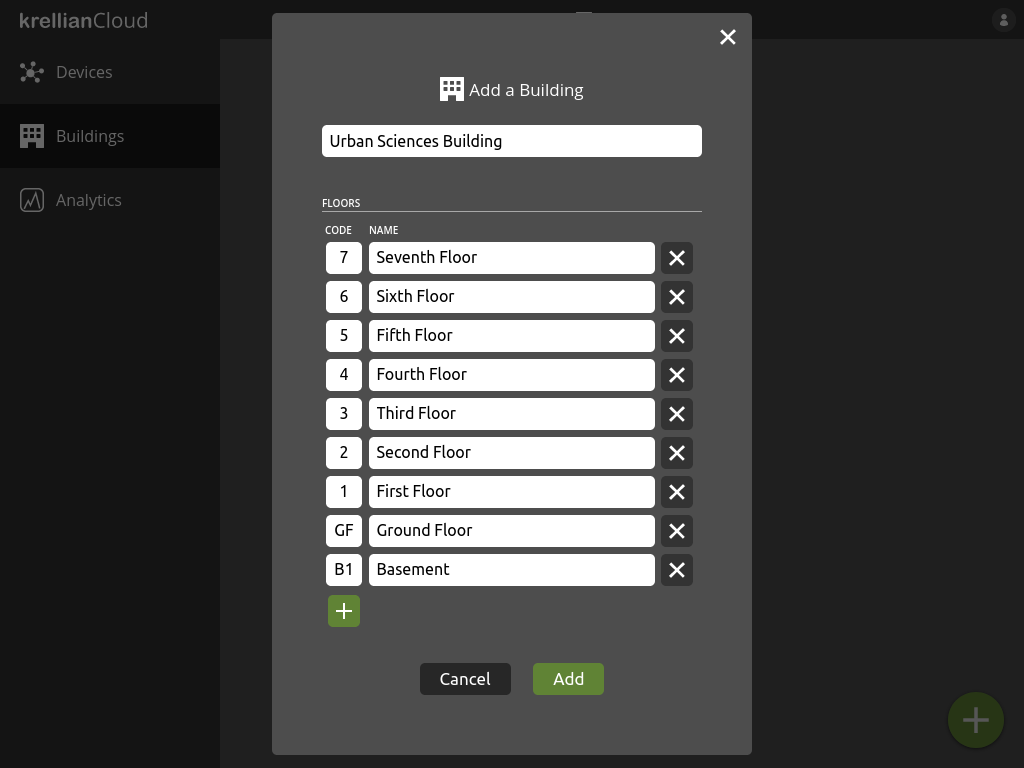 krellianCloud
Devices
Buildings
Analytics
Add a Building
Urban Sciences Building
FLOORS
CODE NAME
7 Seventh Floor
6 Sixth Floor
5 Fifth Floor
4 Fourth Floor
3 Third Floor
2 Second Floor
1 First Floor
GF Ground Floor
B1 Basement
Cancel Add